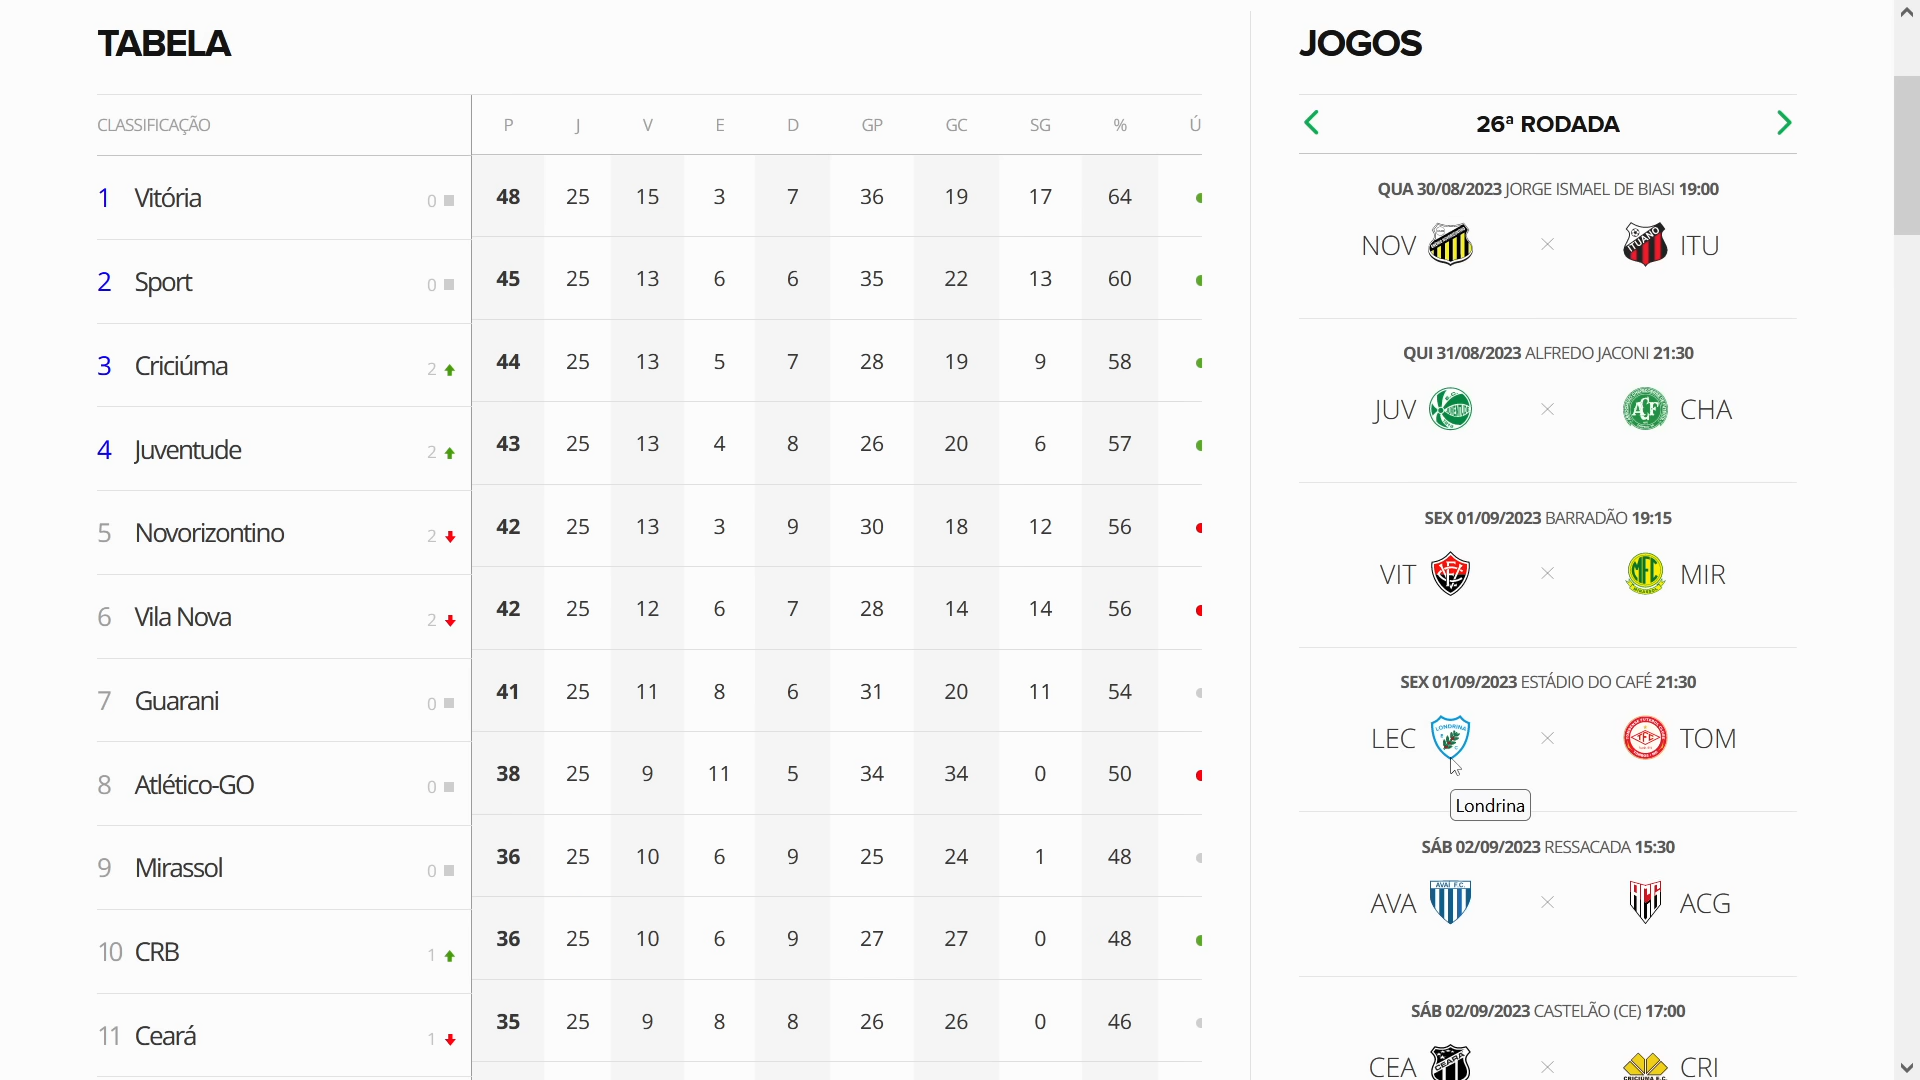 TABELA
CLASSIFICAÇÃO P J V E D GP GC SG % Ú
1 Vitória 0 48 25 15 3 7 36 19 17 64
2 Sport 0 45 25 13 6 6 35 22 13 60
3 Criciúma 2 44 25 13 5 7 28 19 9 58
4 Juventude 2 43 25 13 4 8 26 20 6 57
5 Novorizontino 2 42 25 13 3 9 30 18 12 56
6 Vila Nova 2 42 25 12 6 7 28 14 14 56
7 Guarani 0 41 25 11 8 6 31 20 11 54
8 Atlético-GO 0 38 25 9 11 5 34 34 0 50
9 Mirassol 0 36 25 10 6 9 25 24 1 48
10 CRB 1 36 25 10 6 9 27 27 0 48
11 Ceará 1 35 25 9 8 8 26 26 0 46
JOGOS
26ª RODADA
QUA 30/08/2023 JORGE ISMAEL DE BIASI 19:00
NOV × ITUANO ITU
QUI 31/08/2023 ALFREDO JACONI 21:30
JUV × CHA
SEX 01/09/2023 BARRADÃO 19:15
VIT × MFC MIR
SEX 01/09/2023 ESTÁDIO DO CAFÉ 21:30
LEC LONDRINA × TFC TOM
Londrina
SÁB 02/09/2023 RESSACADA 15:30
AVA AVAÍ F.C. × ACG
SÁB 02/09/2023 CASTELÃO (CE) 17:00
CEA CEARÁ × CRICIÚMA E.C. CRI